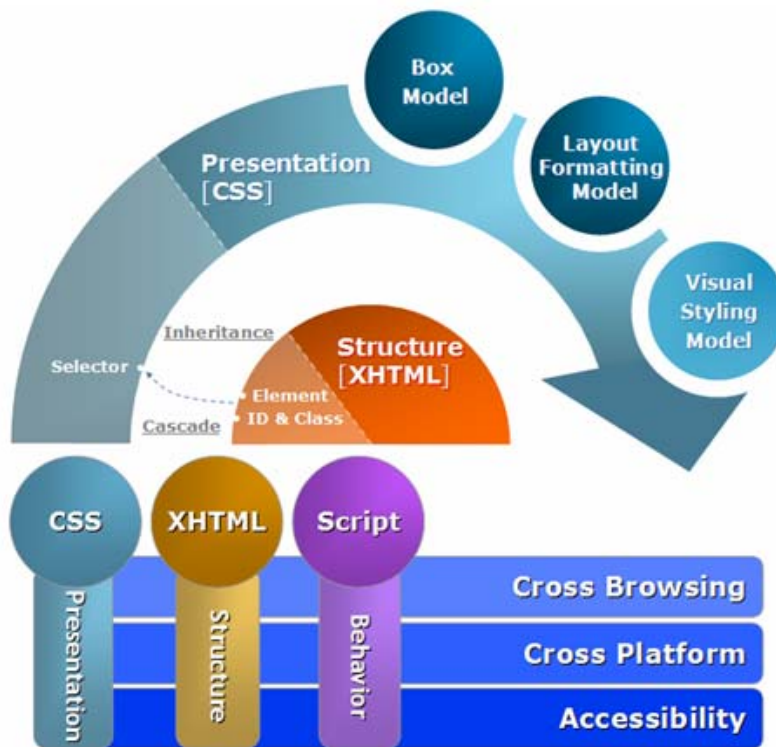 Box
Model
Layout
Formatting
Model
Visual
Styling
Model
Presentation
[CSS]
Inheritance
Structure
[XHTML]
Selector
Element
ID & Class
Cascade
CSS
XHTML
Script
Presentation
Structure
Behavior
Cross Browsing
Cross Platform
Accessibility